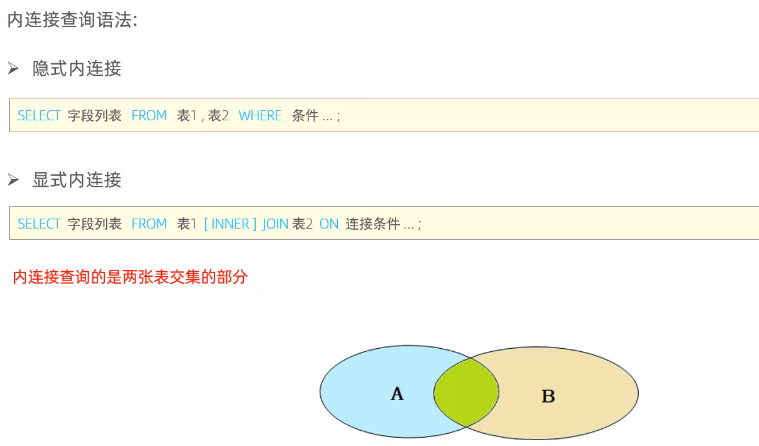 内连接查询语法:
➢ 隐式内连接
SELECT 字段列表 FROM 表1 , 表2 WHERE 条件 ... ;
➢ 显式内连接
SELECT 字段列表 FROM 表1 [ INNER ] JOIN 表2 ON 连接条件 ... ;
内连接查询的是两张表交集的部分
A
B